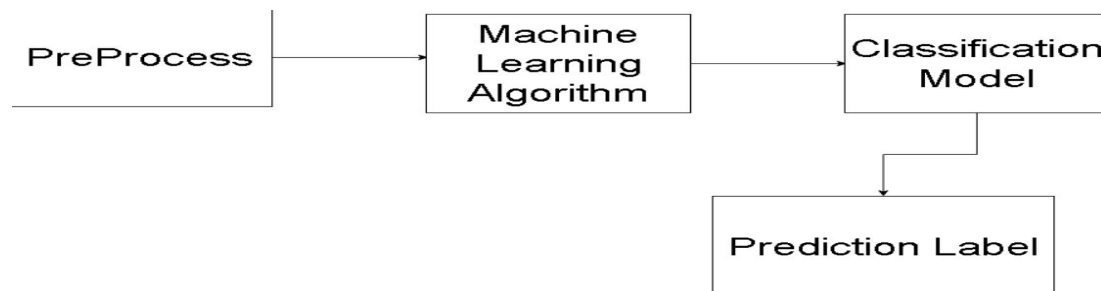 PreProcess
Machine
Learning
Algorithm
Classification
Model
Prediction Label